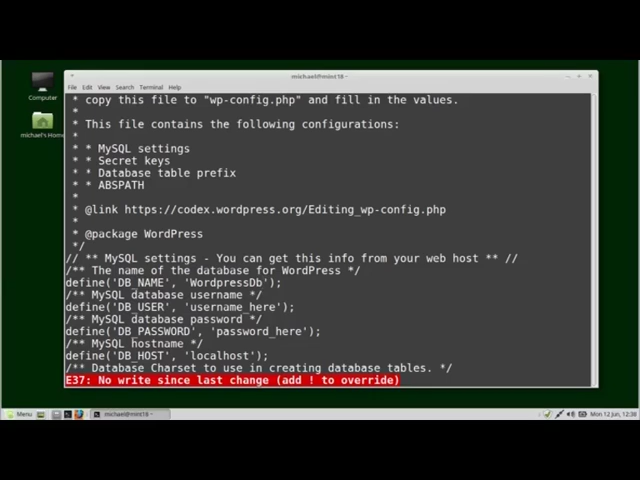 michael@mint18 ~
File Edit View Search Terminal Help
Computer
michael's Home
* copy this file to "wp-config.php" and fill in the values.
*
* This file contains the following configurations:
*
* * MySQL settings
* * Secret keys
* * Database table prefix
* * ABSPATH
*
* @link https://codex.wordpress.org/Editing_wp-config.php
*
* @package WordPress
*/
// ** MySQL settings - You can get this info from your web host ** //
/** The name of the database for WordPress */
define('DB_NAME', 'WordpressDb');
/** MySQL database username */
define('DB_USER', 'username_here');
/** MySQL database password */
define('DB_PASSWORD', 'password_here');
/** MySQL hostname */
define('DB_HOST', 'localhost');
/** Database Charset to use in creating database tables. */
E37: No write since last change (add ! to override)
Menu
michael@mint18 ~
Mon 12 Jun, 12:38